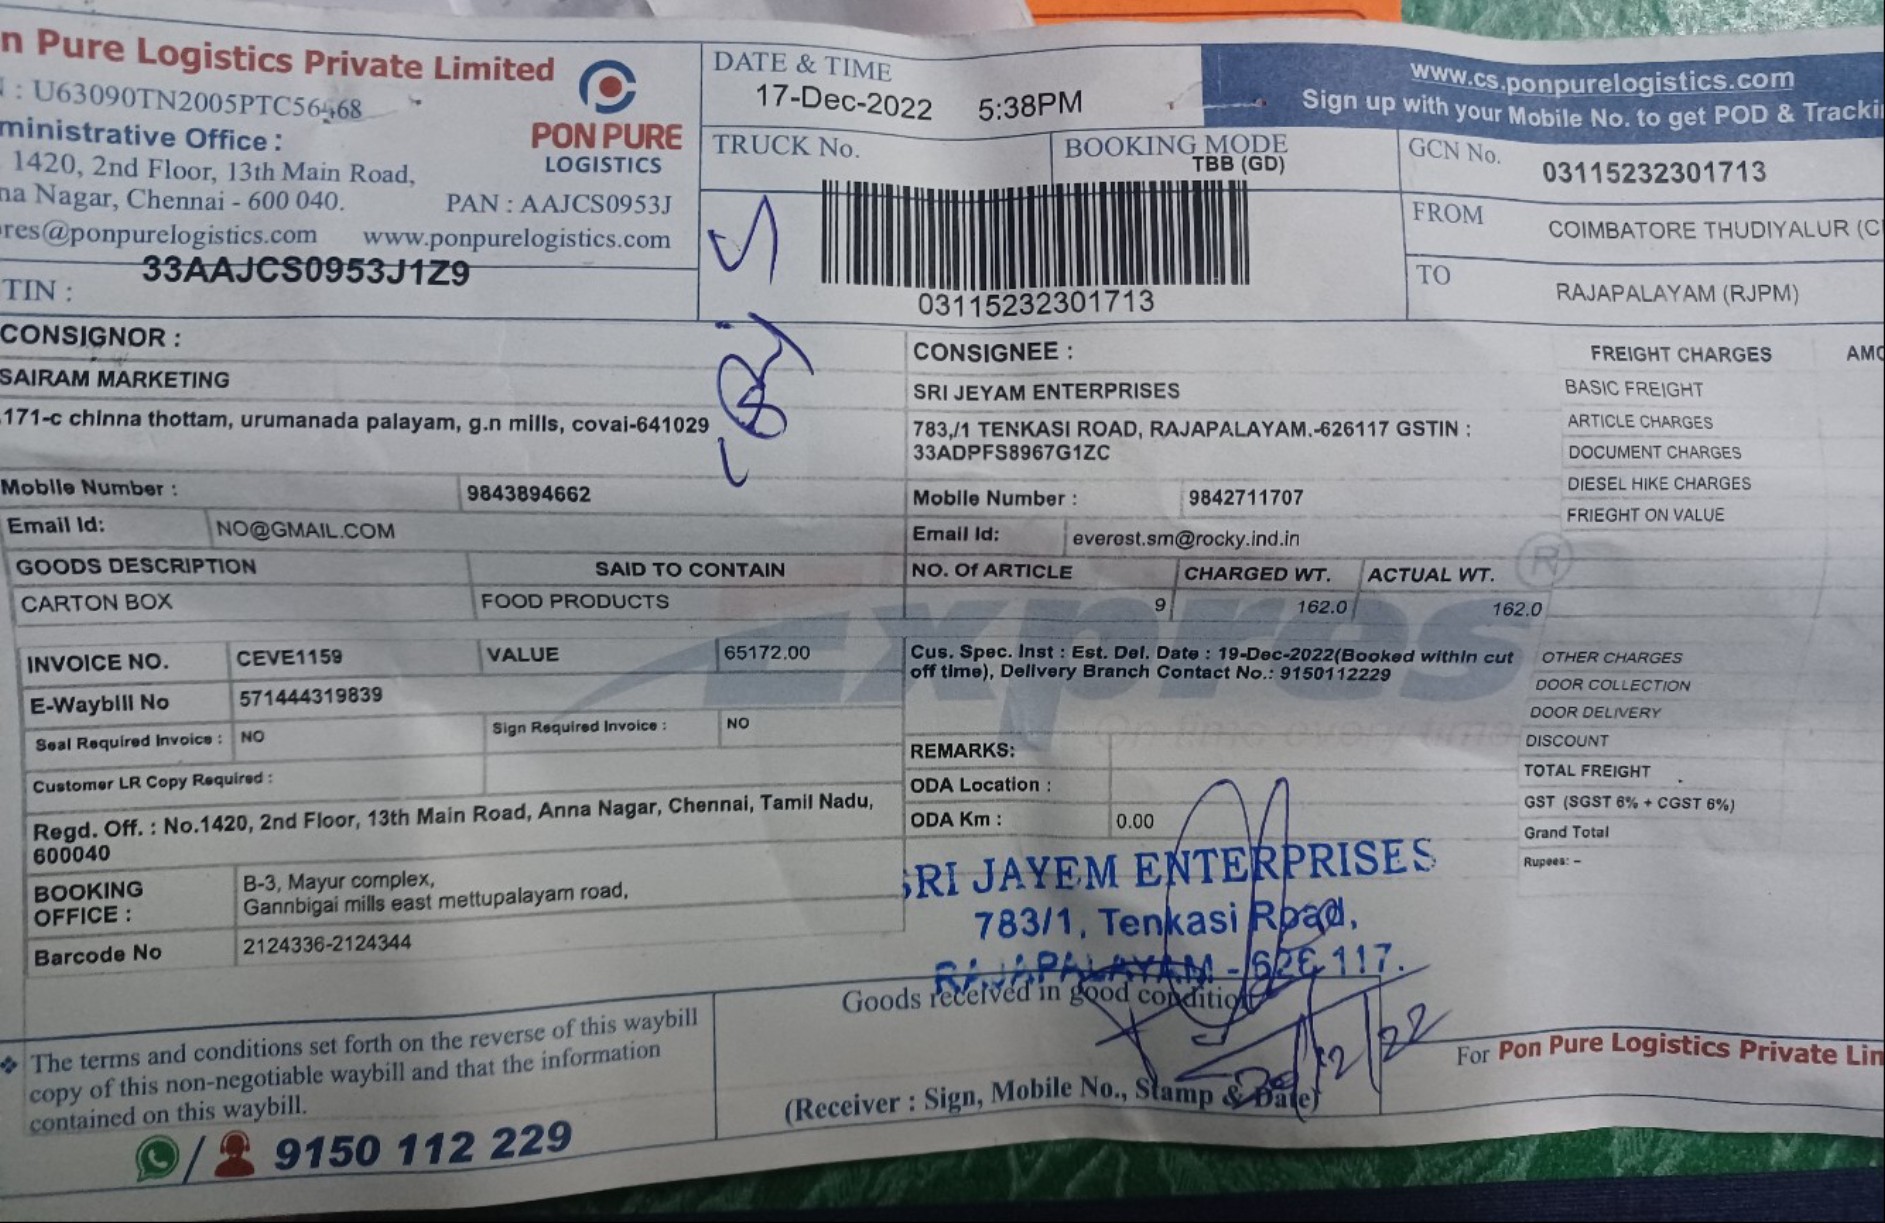 n Pure Logistics Private Limited
: U63090TN2005PTC56468
ministrative Office :
1420, 2nd Floor, 13th Main Road,
na Nagar, Chennai - 600 040.
PAN : AAJCS0953J
res@ponpurelogistics.com www.ponpurelogistics.com
TIN : 33AAJCS0953J1Z9
PON PURE
LOGISTICS
DATE & TIME
17-Dec-2022 5:38PM
TRUCK No.
BOOKING MODE
TBB (GD)
03115232301713
www.cs.ponpurelogistics.com
Sign up with your Mobile No. to get POD & Tracki
GCN No. 03115232301713
FROM COIMBATORE THUDIYALUR (C
TO RAJAPALAYAM (RJPM)
CONSIGNOR :
SAIRAM MARKETING
171-c chinna thottam, urumanada palayam, g.n mills, covai-641029
Mobile Number : 9843894662
Email Id: NO@GMAIL.COM
CONSIGNEE :
SRI JEYAM ENTERPRISES
783,/1 TENKASI ROAD, RAJAPALAYAM.-626117 GSTIN :
33ADPFS8967G1ZC
Mobile Number : 9842711707
Email Id: everest.sm@rocky.ind.in
FREIGHT CHARGES AMO
BASIC FREIGHT
ARTICLE CHARGES
DOCUMENT CHARGES
DIESEL HIKE CHARGES
FRIEGHT ON VALUE
GOODS DESCRIPTION SAID TO CONTAIN NO. Of ARTICLE CHARGED WT. ACTUAL WT.
CARTON BOX FOOD PRODUCTS 9 162.0 162.0
Expres ®
On-time, every time
INVOICE NO. CEVE1159 VALUE 65172.00
E-Waybill No 571444319839
Seal Required Invoice : NO Sign Required Invoice : NO
Customer LR Copy Required :
Regd. Off. : No.1420, 2nd Floor, 13th Main Road, Anna Nagar, Chennai, Tamil Nadu,
600040
BOOKING
OFFICE :
B-3, Mayur complex,
Gannbigai mills east mettupalayam road,
Barcode No 2124336-2124344
Cus. Spec. Inst : Est. Del. Date : 19-Dec-2022(Booked within cut
off time), Delivery Branch Contact No.: 9150112229
REMARKS:
ODA Location :
ODA Km : 0.00
OTHER CHARGES
DOOR COLLECTION
DOOR DELIVERY
DISCOUNT
TOTAL FREIGHT
GST (SGST 6% + CGST 6%)
Grand Total
Rupees: –
SRI JAYEM ENTERPRISES
783/1, Tenkasi Road,
RAJAPALAYAM - 626 117.
Goods received in good condition
/12/22
(Receiver : Sign, Mobile No., Stamp & Date)
For Pon Pure Logistics Private Lim
❖ The terms and conditions set forth on the reverse of this waybill
copy of this non-negotiable waybill and that the information
contained on this waybill.
/ 9150 112 229